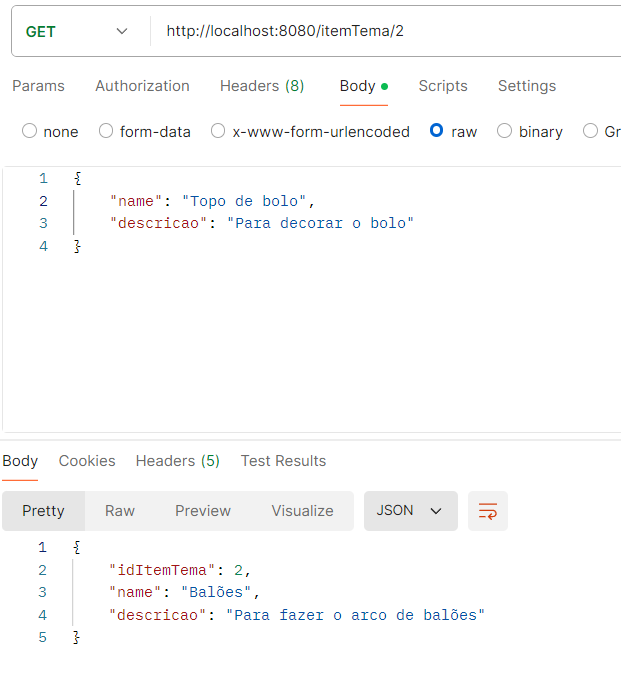 GET http://localhost:8080/itemTema/2
Params Authorization Headers (8) Body Scripts Settings
none form-data x-www-form-urlencoded raw binary Gr
1 {
2 "name": "Topo de bolo",
3 "descricao": "Para decorar o bolo"
4 }
Body Cookies Headers (5) Test Results
Pretty Raw Preview Visualize JSON
1 {
2 "idItemTema": 2,
3 "name": "Balões",
4 "descricao": "Para fazer o arco de balões"
5 }